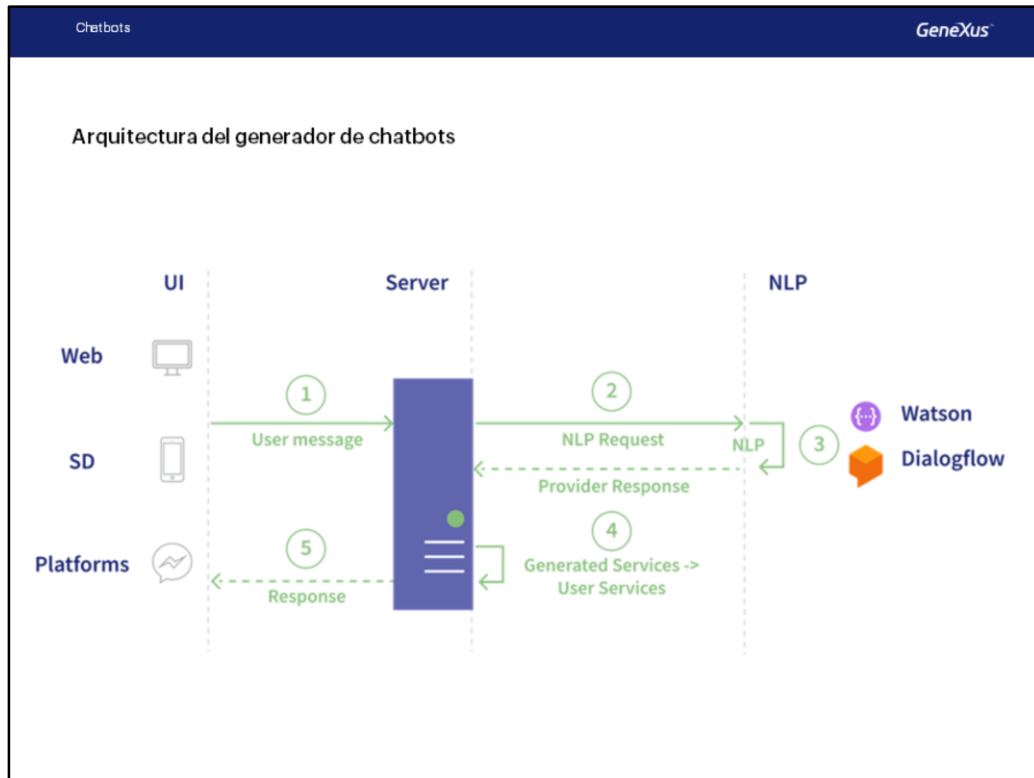 Chatbots
GeneXus™
Arquitectura del generador de chatbots
UI
Server
NLP
Web
1
2
User message
NLP Request
NLP
3
{··}
Watson
SD
Dialogflow
Provider Response
5
4
Platforms
Generated Services ->
User Services
Response